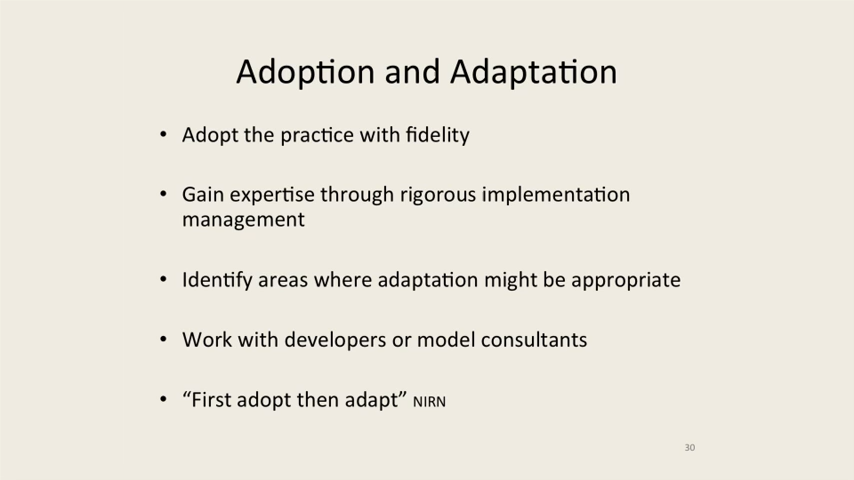 Adoption and Adaptation
• Adopt the practice with fidelity
• Gain expertise through rigorous implementation
management
• Identify areas where adaptation might be appropriate
• Work with developers or model consultants
• “First adopt then adapt” NIRN
30